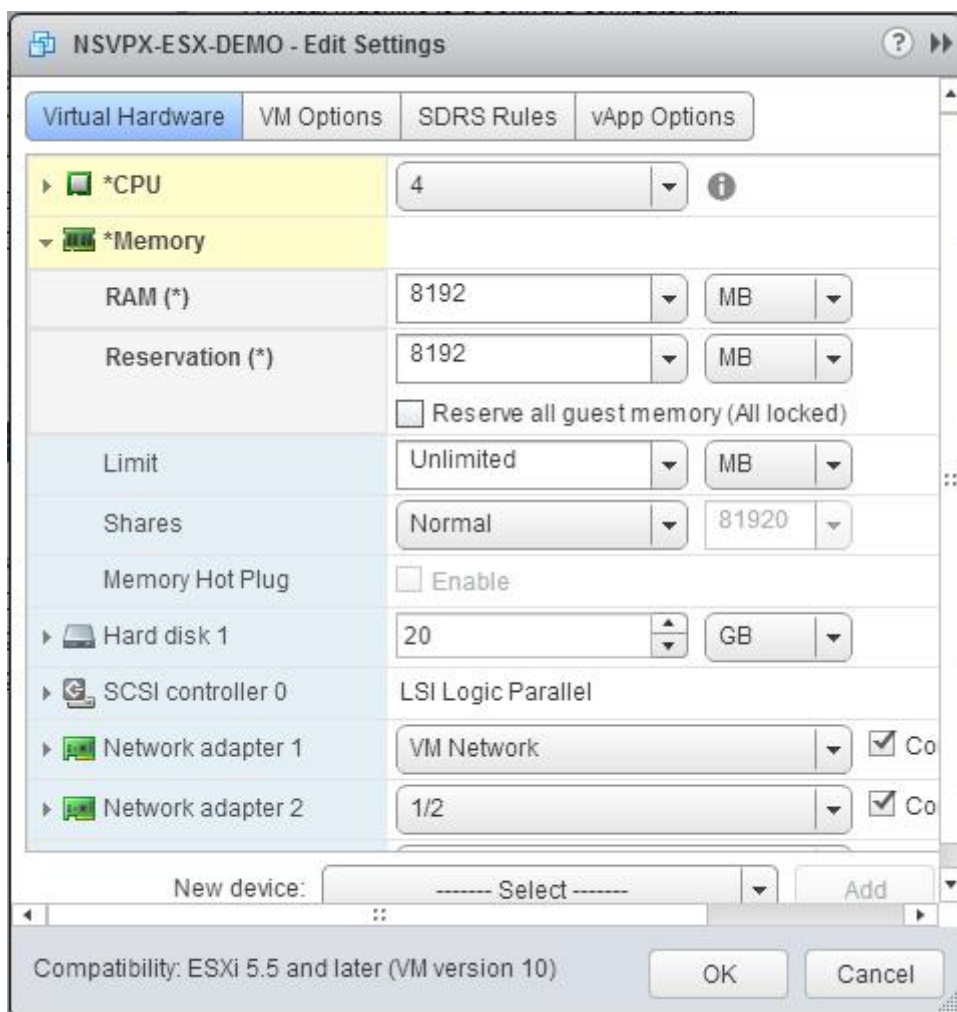 NSVPX-ESX-DEMO - Edit Settings
Virtual Hardware VM Options SDRS Rules vApp Options
*CPU 4
*Memory
RAM (*) 8192 MB
Reservation (*) 8192 MB
Reserve all guest memory (All locked)
Limit Unlimited MB
Shares Normal 81920
Memory Hot Plug Enable
Hard disk 1 20 GB
SCSI controller 0 LSI Logic Parallel
Network adapter 1 VM Network Co
Network adapter 2 1/2 Co
New device: ------- Select ------- Add
Compatibility: ESXi 5.5 and later (VM version 10) OK Cancel